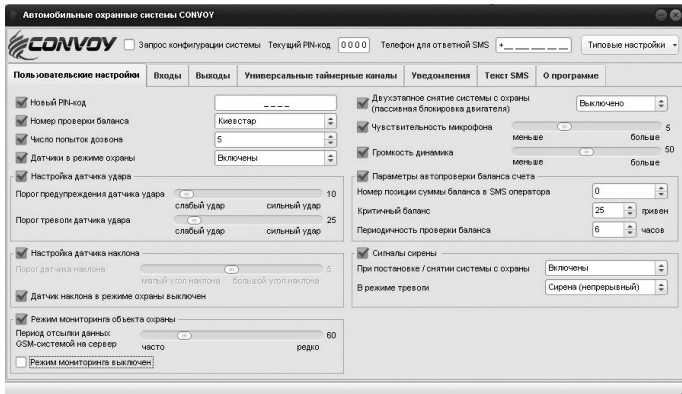 Автомобильные охранные системы CONVOY
CONVOY Запрос конфигурации системы Текущий PIN-код 0000 Телефон для ответной SMS +_ _ _ _ _ _ Типовые настройки
Пользовательские настройки Входы Выходы Универсальные таймерные каналы Уведомления Текст SMS О программе
Новый PIN-код _ _ _ _
Номер проверки баланса Киевстар
Число попыток дозвона 5
Датчики в режиме охраны Включены
Настройка датчика удара
Порог предупреждения датчика удара 10
слабый удар сильный удар
Порог тревоги датчика удара 25
слабый удар сильный удар
Настройка датчика наклона
Порог датчика наклона 5
малый угол наклона большой угол наклона
Датчик наклона в режиме охраны выключен
Режим мониторинга объекта охраны
Период отсылки данных
GSM-системой на сервер 60
часто редко
Режим мониторинга выключен
Двухэтапное снятие системы с охраны
(пассивная блокировка двигателя) Выключено
Чувствительность микрофона 5
меньше больше
Громкость динамика 50
меньше больше
Параметры автопроверки баланса счета
Номер позиции суммы баланса в SMS оператора 0
Критичный баланс 25 гривен
Периодичность проверки баланса 6 часов
Сигналы сирены
При постановке / снятии системы с охраны Включены
В режиме тревоги Сирена (непрерывный)